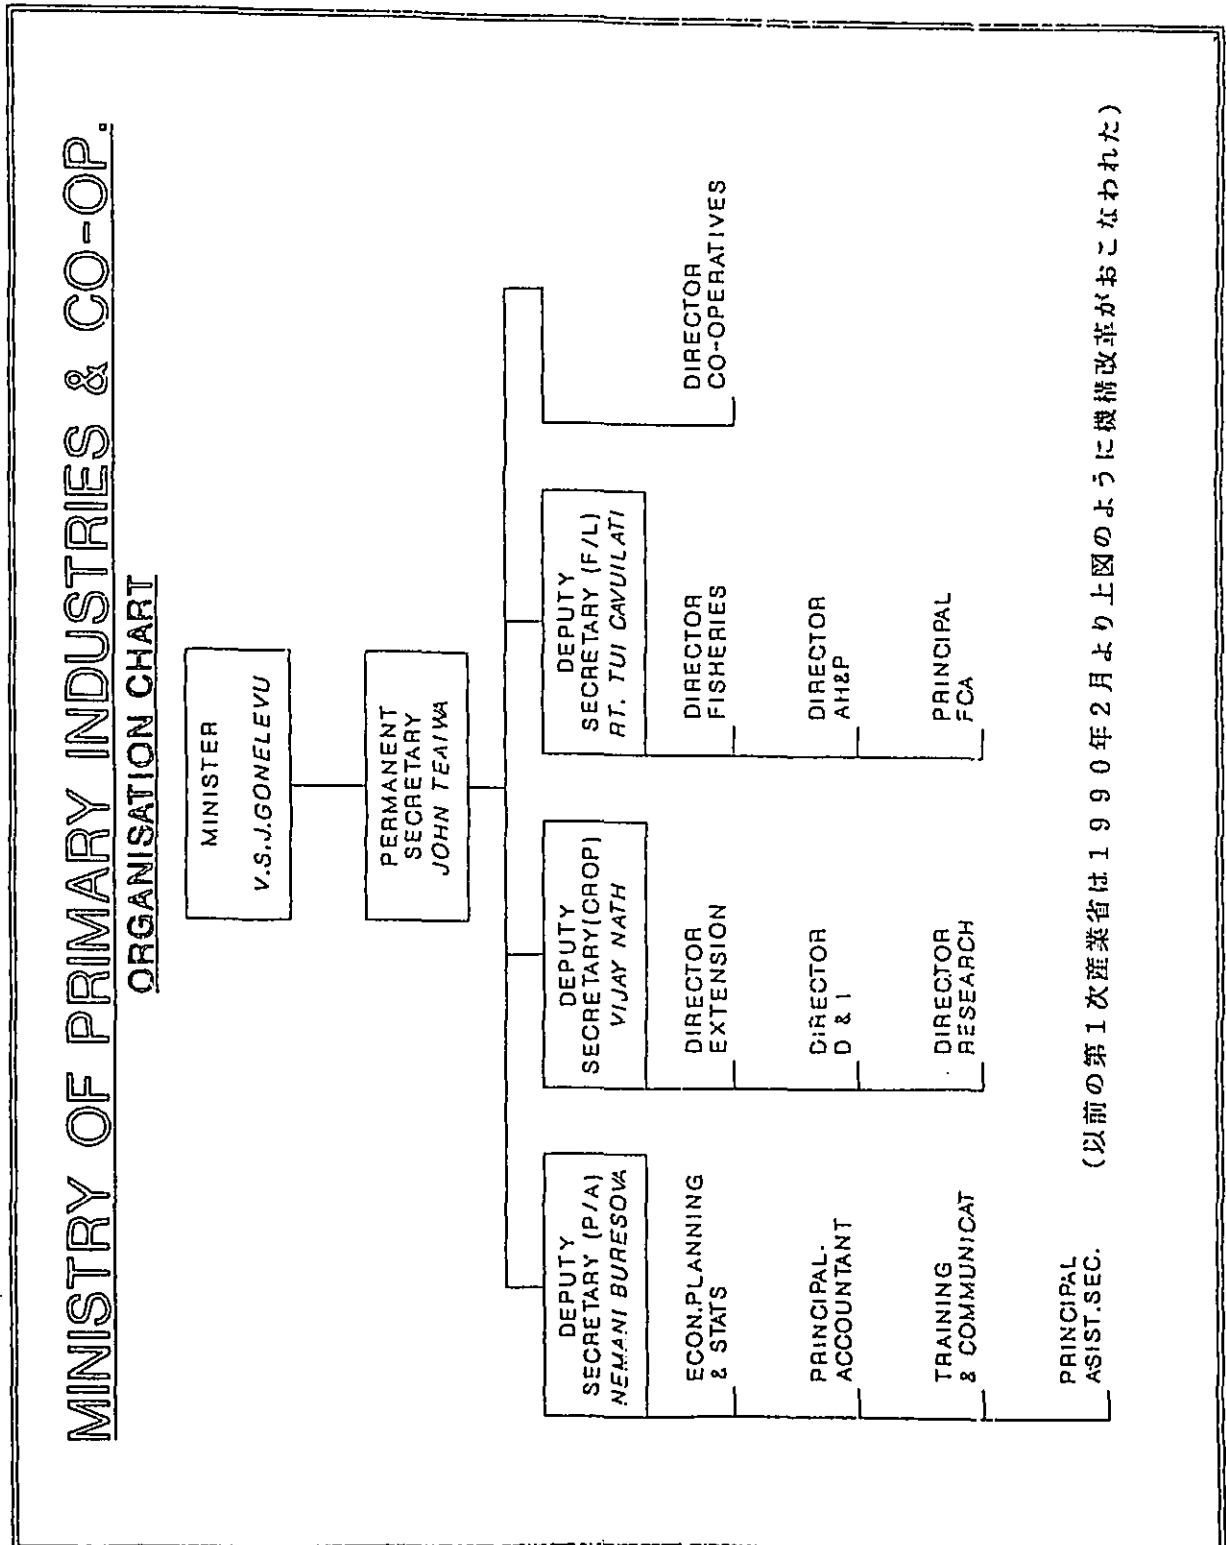 MINISTRY OF PRIMARY INDUSTRIES & CO-OP.
ORGANISATION CHART
MINISTER
V.S.J.GONELEVU
PERMANENT
SECRETARY
JOHN TEAIWA
DEPUTY
SECRETARY (P/A)
NEMANI BURESOVA
ECON.PLANNING
& STATS
PRINCIPAL-
ACCOUNTANT
TRAINING
& COMMUNICAT
PRINCIPAL
ASIST.SEC.
DEPUTY
SECRETARY(CROP)
VIJAY NATH
DIRECTOR
EXTENSION
DIRECTOR
D & I
DIRECTOR
RESEARCH
DEPUTY
SECRETARY (F/L)
RT. TUI CAVUILATI
DIRECTOR
FISHERIES
DIRECTOR
AH&P
PRINCIPAL
FCA
DIRECTOR
CO-OPERATIVES
(以前の第1次産業省は1990年2月より上図のように機構改革がおこなわれた)